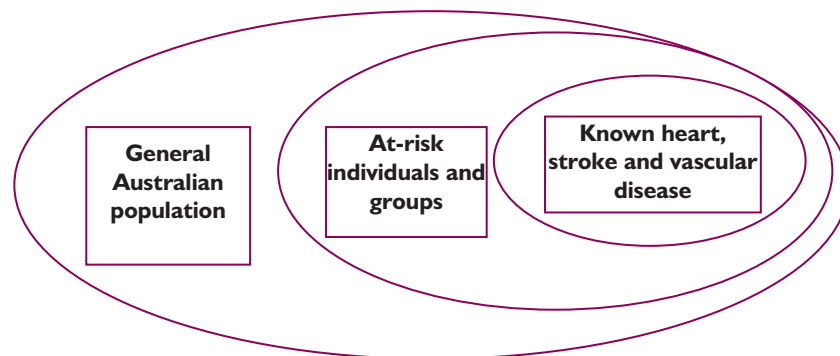 General
Australian
population
At-risk
individuals and
groups
Known heart,
stroke and vascular
disease